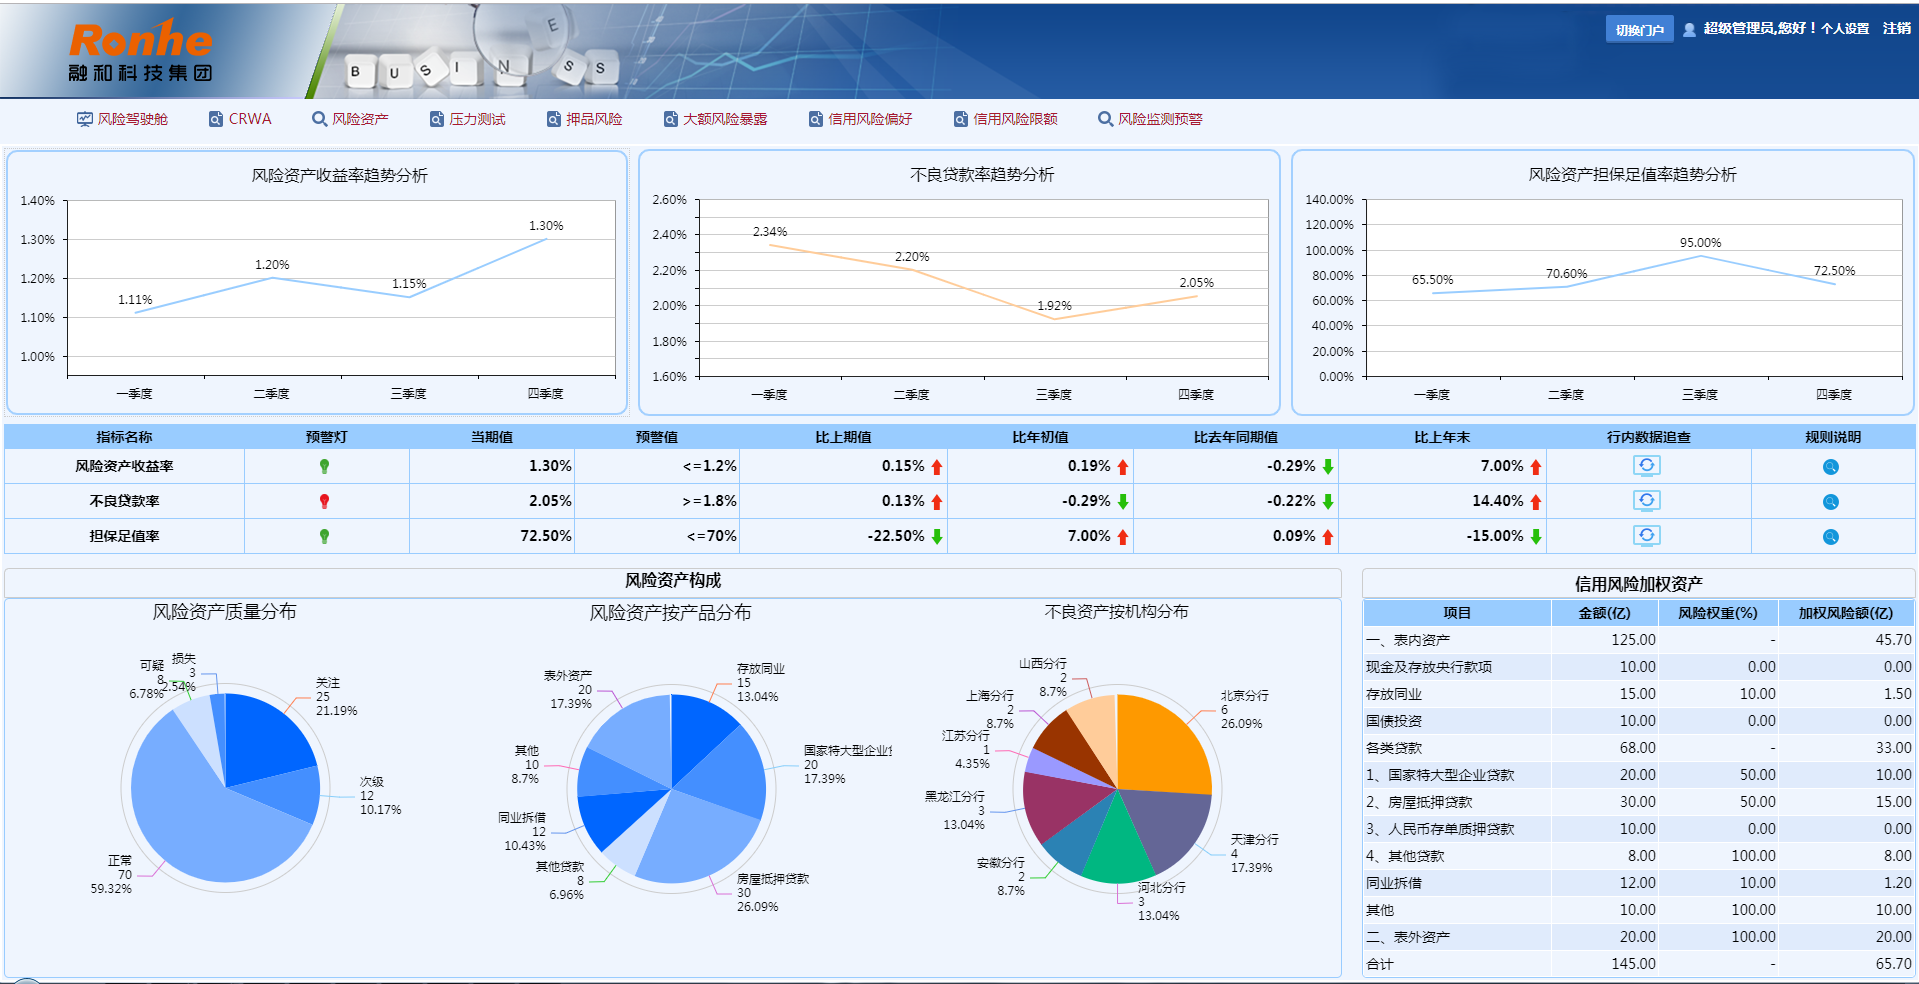 Ronhe
融和科技集团
B U S I N E S S
切换门户 超级管理员,您好！个人设置 注销
风险驾驶舱 CRWA 风险资产 压力测试 押品风险 大额风险暴露 信用风险偏好 信用风险限额 风险监测预警
风险资产收益率趋势分析
1.40%
1.30%
1.20%
1.10%
1.00%
1.11%
1.20%
1.15%
1.30%
一季度 二季度 三季度 四季度
不良贷款率趋势分析
2.60%
2.40%
2.20%
2.00%
1.80%
1.60%
2.34%
2.20%
1.92%
2.05%
一季度 二季度 三季度 四季度
风险资产担保足值率趋势分析
140.00%
120.00%
100.00%
80.00%
60.00%
40.00%
20.00%
0.00%
65.50%
70.60%
95.00%
72.50%
一季度 二季度 三季度 四季度
指标名称 预警灯 当期值 预警值 比上期值 比年初值 比去年同期值 比上年末 行内数据追查 规则说明
风险资产收益率 1.30% <=1.2% 0.15% 0.19% -0.29% 7.00%
不良贷款率 2.05% >=1.8% 0.13% -0.29% -0.22% 14.40%
担保足值率 72.50% <=70% -22.50% 7.00% 0.09% -15.00%
风险资产构成
风险资产质量分布
损失
3
2.54%
可疑
8
6.78%
关注
25
21.19%
次级
12
10.17%
正常
70
59.32%
风险资产按产品分布
表外资产
20
17.39%
存放同业
15
13.04%
其他
10
8.7%
国家特大型企业
20
17.39%
同业拆借
12
10.43%
其他贷款
8
6.96%
房屋抵押贷款
30
26.09%
不良资产按机构分布
山西分行
2
8.7%
上海分行
2
8.7%
北京分行
6
26.09%
江苏分行
1
4.35%
黑龙江分行
3
13.04%
天津分行
4
17.39%
安徽分行
2
8.7%
河北分行
3
13.04%
信用风险加权资产
项目 金额(亿) 风险权重(%) 加权风险额(亿)
一、表内资产 125.00 - 45.70
现金及存放央行款项 10.00 0.00 0.00
存放同业 15.00 10.00 1.50
国债投资 10.00 0.00 0.00
各类贷款 68.00 - 33.00
1、国家特大型企业贷款 20.00 50.00 10.00
2、房屋抵押贷款 30.00 50.00 15.00
3、人民币存单质押贷款 10.00 0.00 0.00
4、其他贷款 8.00 100.00 8.00
同业拆借 12.00 10.00 1.20
其他 10.00 100.00 10.00
二、表外资产 20.00 100.00 20.00
合计 145.00 - 65.70